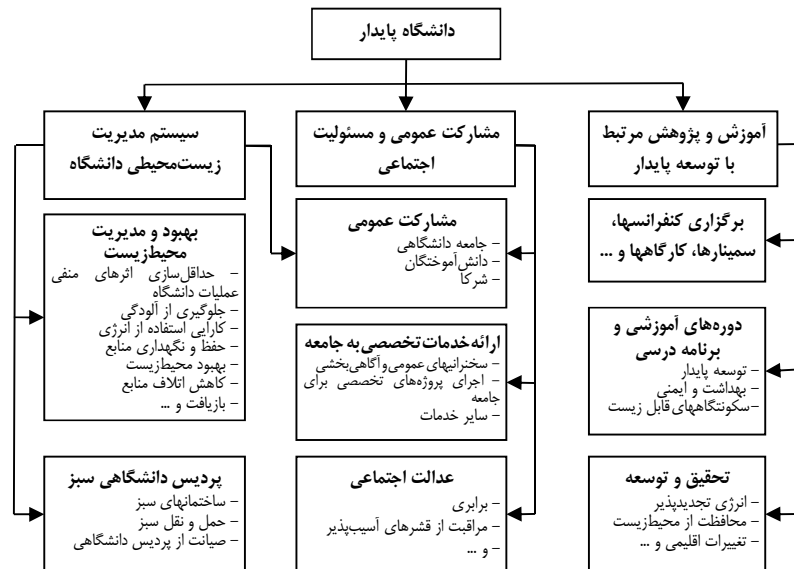 دانشگاه پایدار
آموزش و پژوهش مرتبط
با توسعه پایدار
مشارکت عمومی و مسئولیت
اجتماعی
سیستم مدیریت
زیست‌محیطی دانشگاه
برگزاری کنفرانسها،
سمینارها، کارگاهها و ...
دوره‌های آموزشی و
برنامه درسی
- توسعه پایدار
- بهداشت و ایمنی
- سکونتگاههای قابل زیست
تحقیق و توسعه
- انرژی تجدیدپذیر
- محافظت از محیط‌زیست
- تغییرات اقلیمی و ...
مشارکت عمومی
- جامعه دانشگاهی
- دانش‌آموختگان
- شرکا
ارائه خدمات تخصصی به جامعه
- سخنرانیهای عمومی و آگاهی‌بخشی
- اجرای پروژه‌های تخصصی برای
جامعه
- سایر خدمات
عدالت اجتماعی
- برابری
- مراقبت از قشرهای آسیب‌پذیر
- و ...
بهبود و مدیریت
محیط‌زیست
- حداقل‌سازی اثرهای منفی
عملیات دانشگاه
- جلوگیری از آلودگی
- کارایی استفاده از انرژی
- حفظ و نگهداری منابع
- بهبود محیط‌زیست
- کاهش اتلاف منابع
- بازیافت و ...
پردیس دانشگاهی سبز
- ساختمانهای سبز
- حمل و نقل سبز
- صیانت از پردیس دانشگاهی